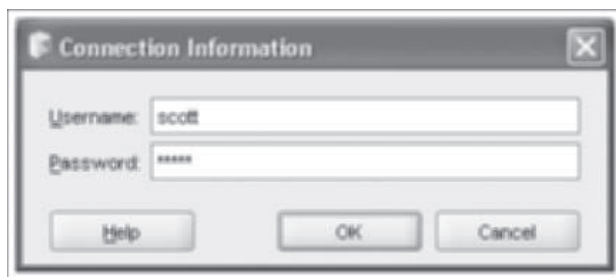 Connection Information
Username: scott
Password: *****
Help OK Cancel